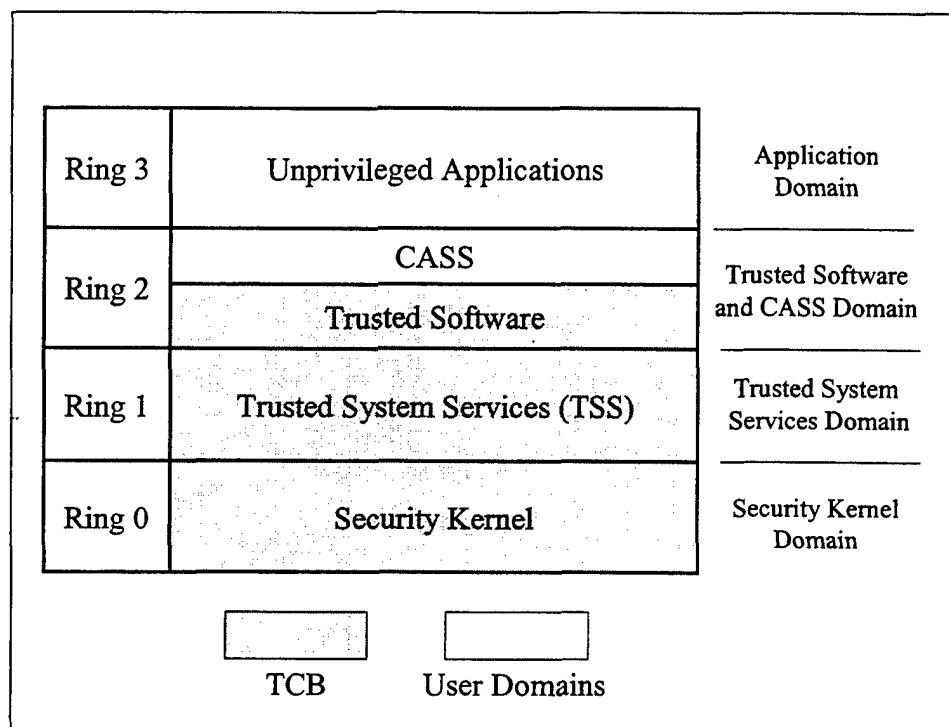 Ring 3
Unprivileged Applications
Application
Domain
Ring 2
CASS
Trusted Software
Trusted Software
and CASS Domain
Ring 1
Trusted System Services (TSS)
Trusted System
Services Domain
Ring 0
Security Kernel
Security Kernel
Domain
TCB
User Domains